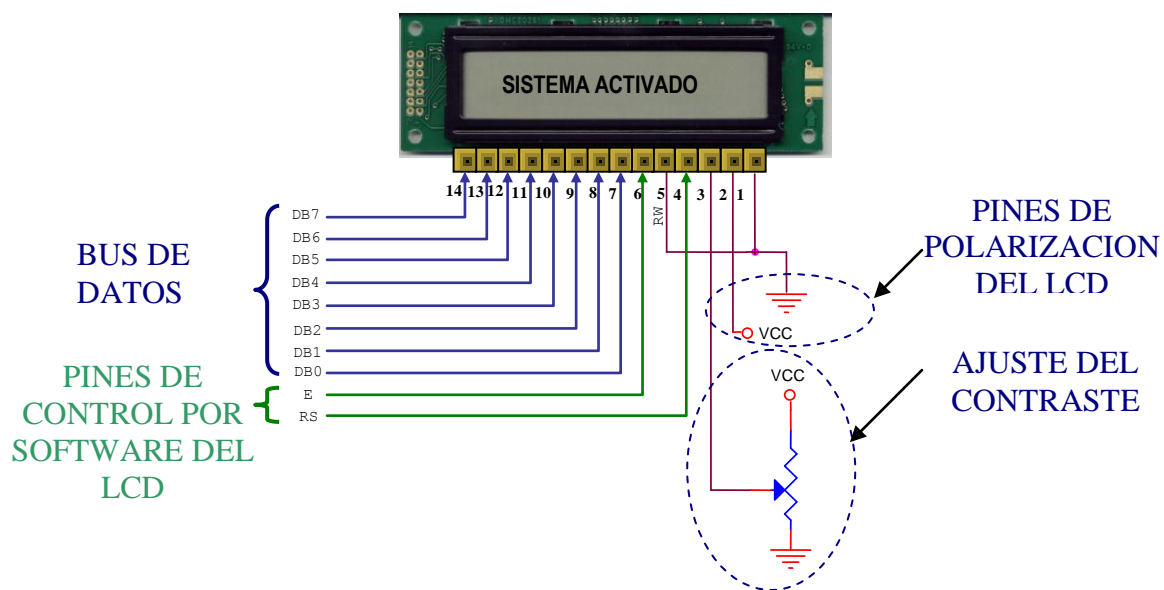 SISTEMA ACTIVADO
14 13 12 11 10 9 8 7 6 5 4 3 2 1
RW
DB7
DB6
DB5
DB4
DB3
DB2
DB1
DB0
E
RS
BUS DE
DATOS
PINES DE
CONTROL POR
SOFTWARE DEL
LCD
PINES DE
POLARIZACION
DEL LCD
VCC
AJUSTE DEL
CONTRASTE
VCC